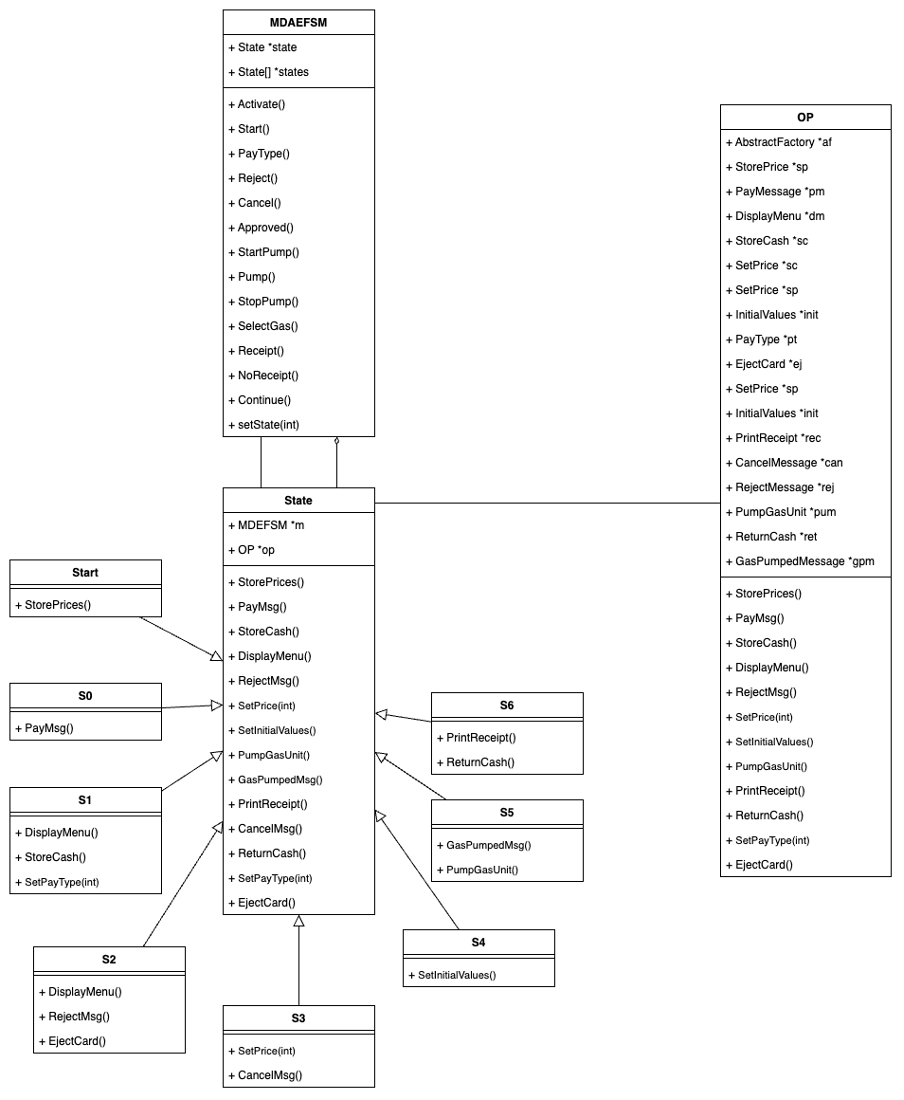 MDAEFSM
+ State *state
+ State[] *states
+ Activate()
+ Start()
+ PayType()
+ Reject()
+ Cancel()
+ Approved()
+ StartPump()
+ Pump()
+ StopPump()
+ SelectGas()
+ Receipt()
+ NoReceipt()
+ Continue()
+ setState(int)
OP
+ AbstractFactory *af
+ StorePrice *sp
+ PayMessage *pm
+ DisplayMenu *dm
+ StoreCash *sc
+ SetPrice *sc
+ SetPrice *sp
+ InitialValues *init
+ PayType *pt
+ EjectCard *ej
+ SetPrice *sp
+ InitialValues *init
+ PrintReceipt *rec
+ CancelMessage *can
+ RejectMessage *rej
+ PumpGasUnit *pum
+ ReturnCash *ret
+ GasPumpedMessage *gpm
+ StorePrices()
+ PayMsg()
+ StoreCash()
+ DisplayMenu()
+ RejectMsg()
+ SetPrice(int)
+ SetInitialValues()
+ PumpGasUnit()
+ PrintReceipt()
+ ReturnCash()
+ SetPayType(int)
+ EjectCard()
State
+ MDEFSM *m
+ OP *op
+ StorePrices()
+ PayMsg()
+ StoreCash()
+ DisplayMenu()
+ RejectMsg()
+ SetPrice(int)
+ SetInitialValues()
+ PumpGasUnit()
+ GasPumpedMsg()
+ PrintReceipt()
+ CancelMsg()
+ ReturnCash()
+ SetPayType(int)
+ EjectCard()
Start
+ StorePrices()
S0
+ PayMsg()
S1
+ DisplayMenu()
+ StoreCash()
+ SetPayType(int)
S2
+ DisplayMenu()
+ RejectMsg()
+ EjectCard()
S3
+ SetPrice(int)
+ CancelMsg()
S4
+ SetInitialValues()
S5
+ GasPumpedMsg()
+ PumpGasUnit()
S6
+ PrintReceipt()
+ ReturnCash()